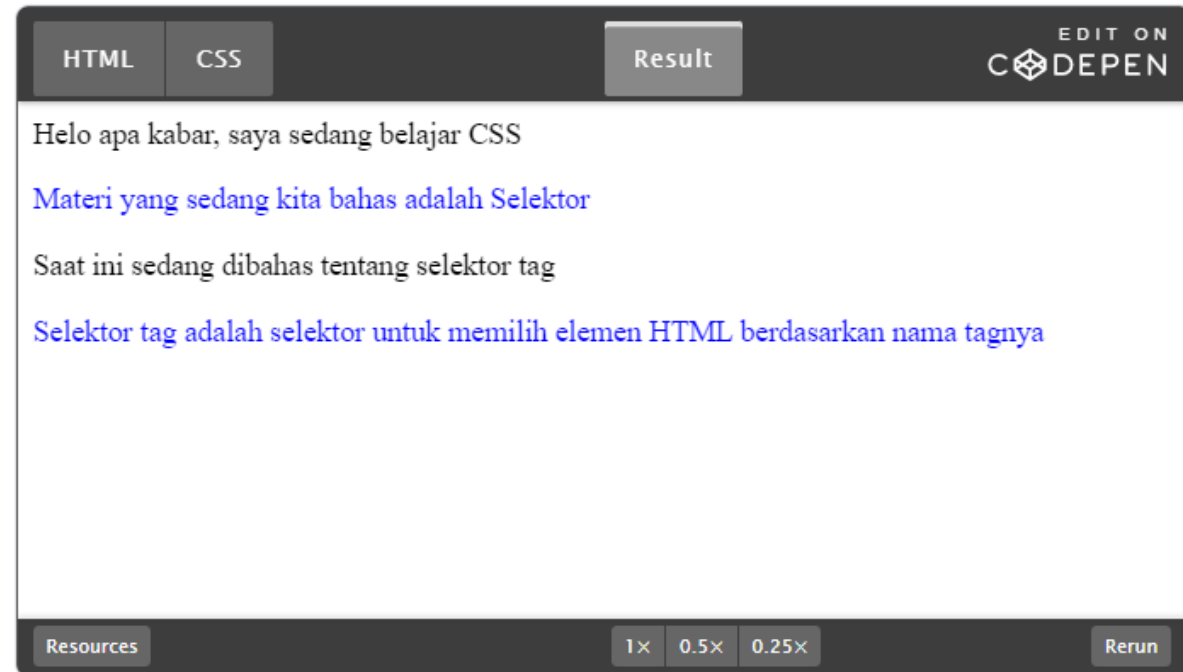 HTML CSS Result EDIT ON
CODEPEN
Helo apa kabar, saya sedang belajar CSS
Materi yang sedang kita bahas adalah Selektor
Saat ini sedang dibahas tentang selektor tag
Selektor tag adalah selektor untuk memilih elemen HTML berdasarkan nama tagnya
Resources 1× 0.5× 0.25× Rerun